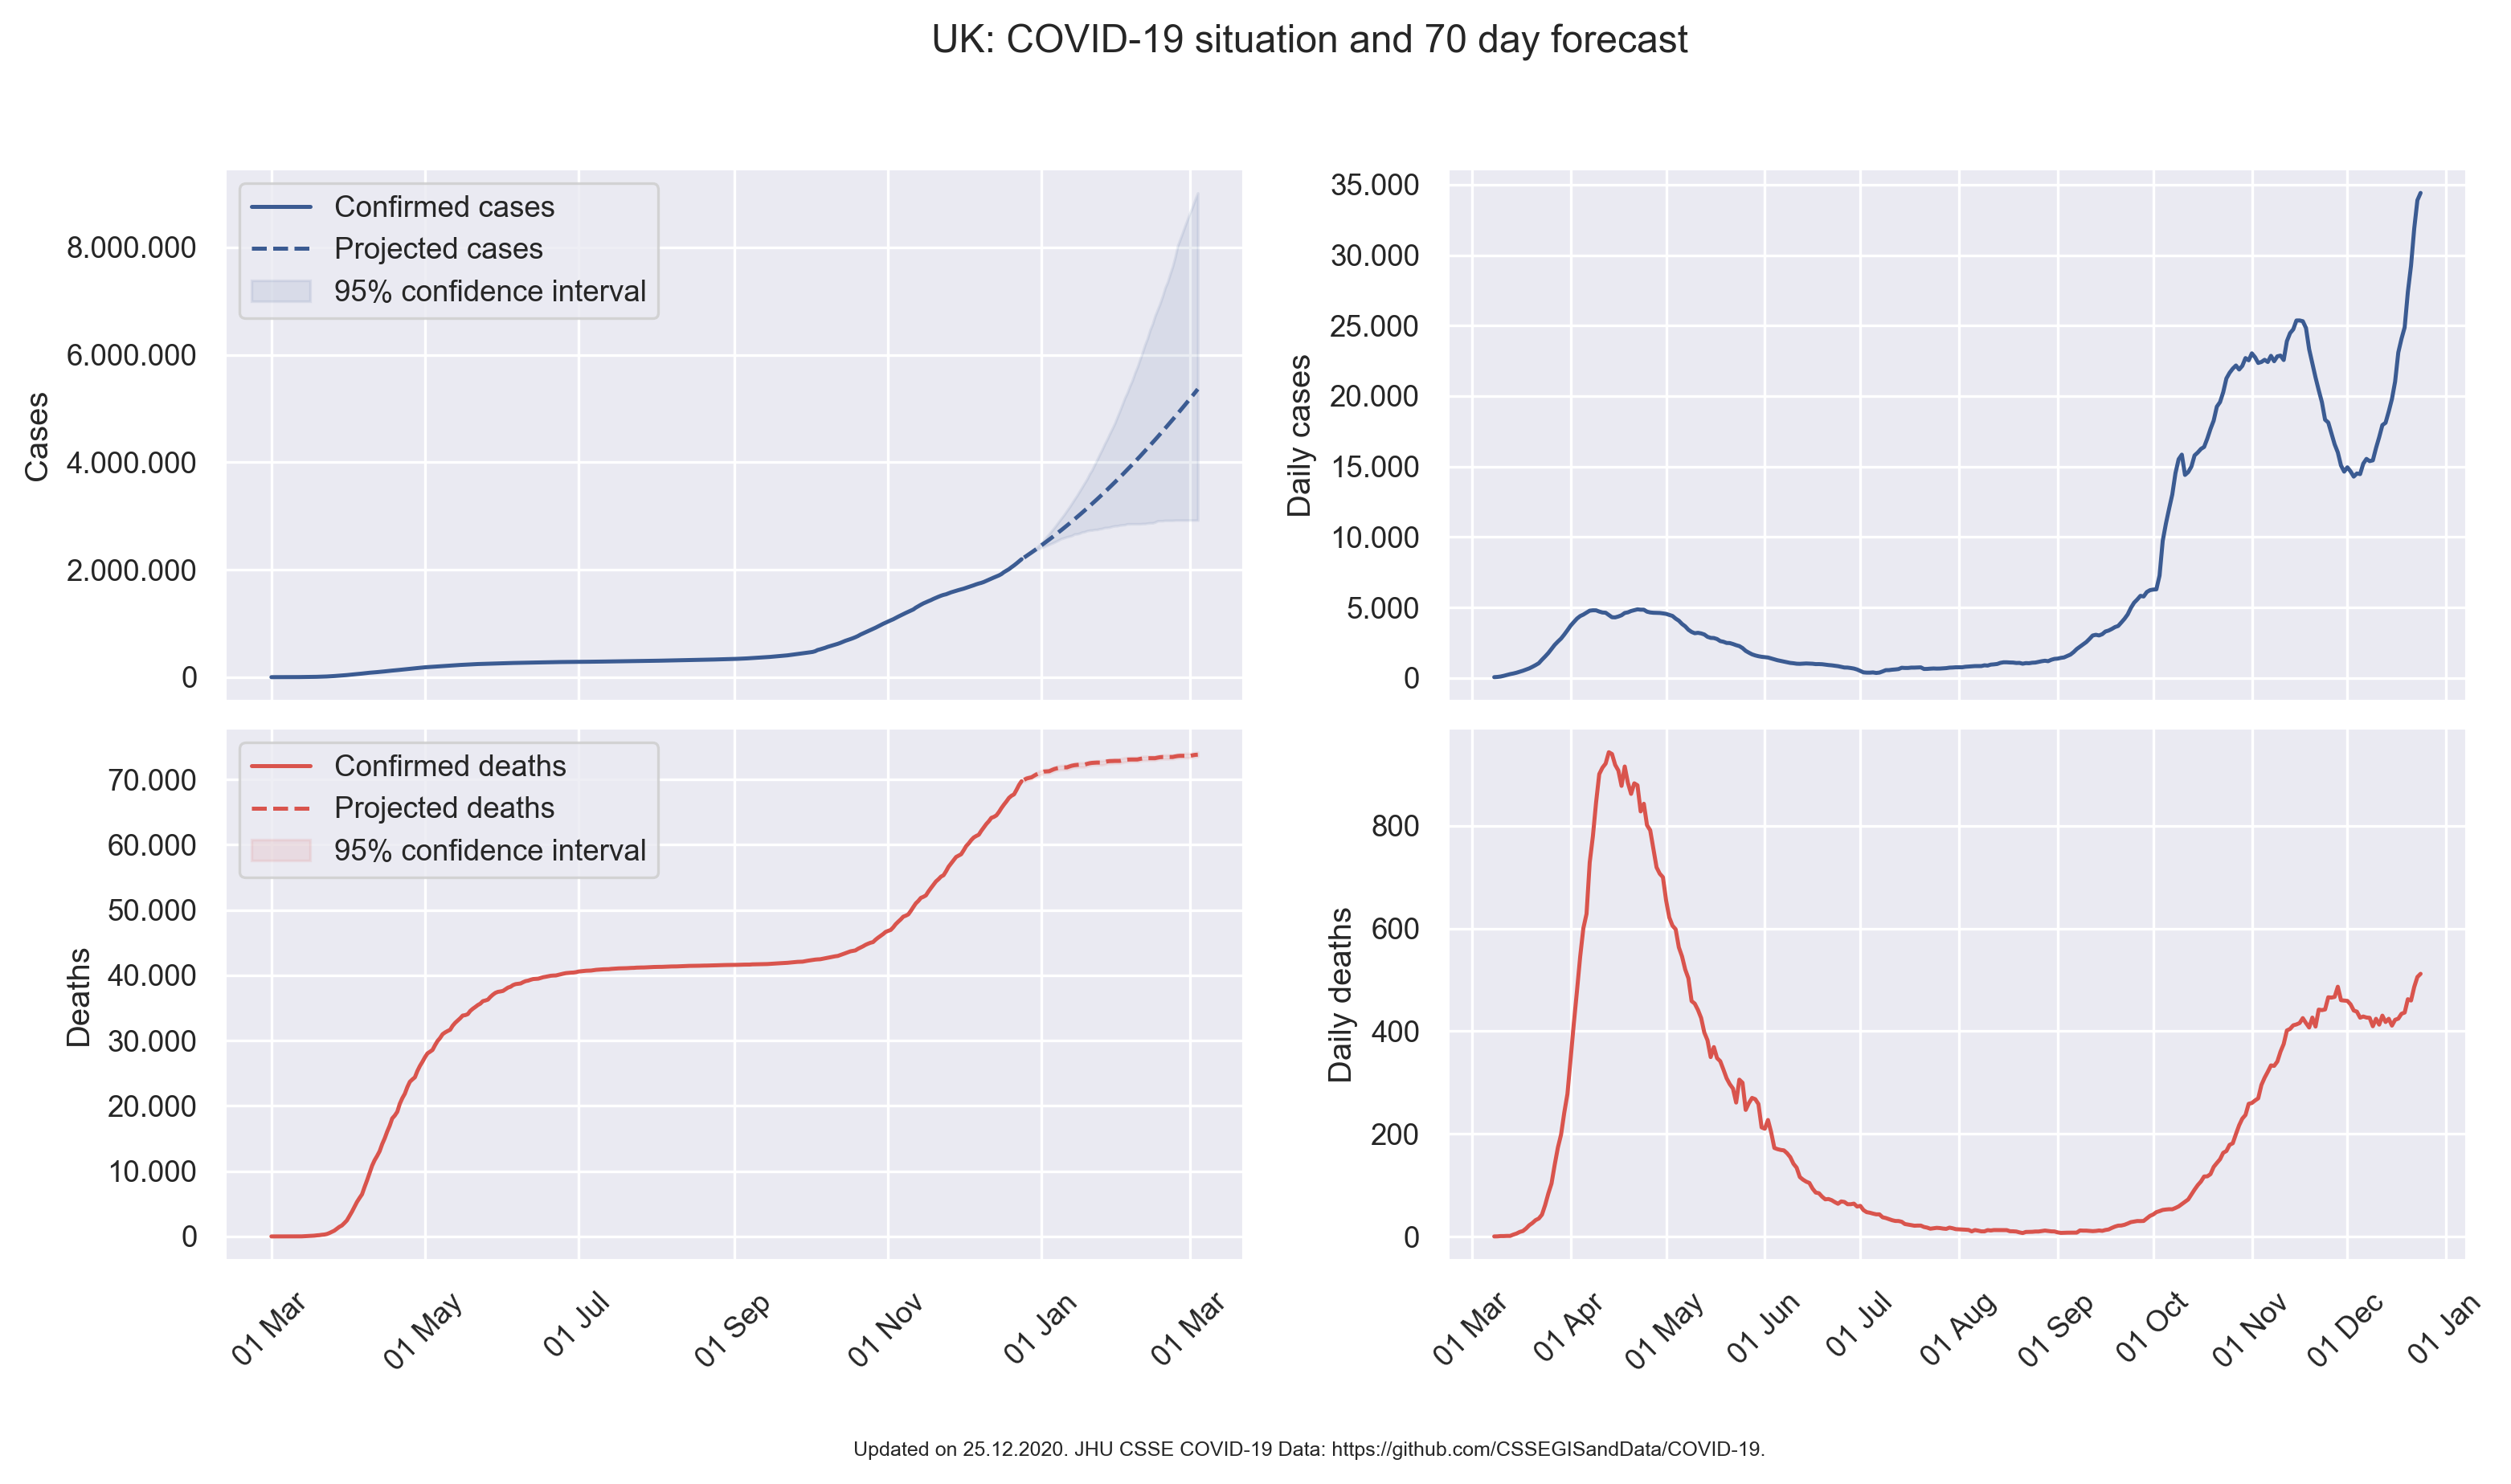 UK: COVID-19 situation and 70 day forecast
Confirmed cases
Projected cases
95% confidence interval
Cases
8.000.000
6.000.000
4.000.000
2.000.000
0
Daily cases
35.000
30.000
25.000
20.000
15.000
10.000
5.000
0
Confirmed deaths
Projected deaths
95% confidence interval
Deaths
70.000
60.000
50.000
40.000
30.000
20.000
10.000
0
01 Mar
01 May
01 Jul
01 Sep
01 Nov
01 Jan
01 Mar
Daily deaths
800
600
400
200
0
01 Mar
01 Apr
01 May
01 Jun
01 Jul
01 Aug
01 Sep
01 Oct
01 Nov
01 Dec
01 Jan
Updated on 25.12.2020. JHU CSSE COVID-19 Data: https://github.com/CSSEGISandData/COVID-19.